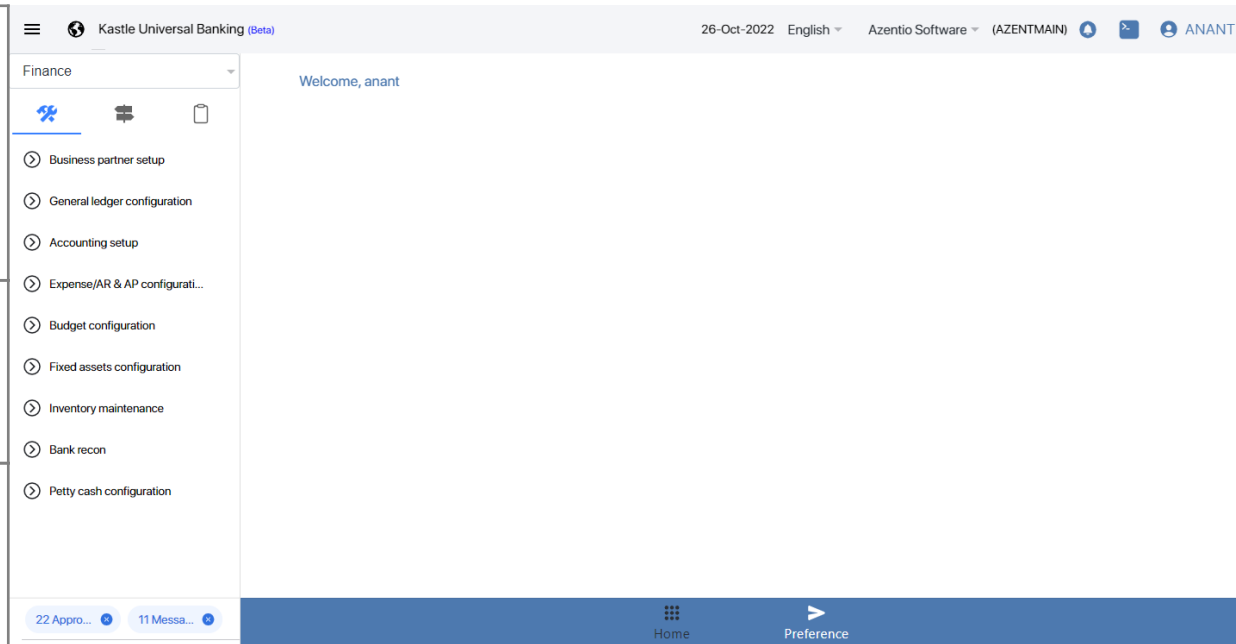 Kastle Universal Banking (Beta)
26-Oct-2022 English Azentio Software (AZENTMAIN) ANANT
Finance
Welcome, anant
Business partner setup
General ledger configuration
Accounting setup
Expense/AR & AP configurati...
Budget configuration
Fixed assets configuration
Inventory maintenance
Bank recon
Petty cash configuration
22 Appro... 11 Messa...
Home Preference